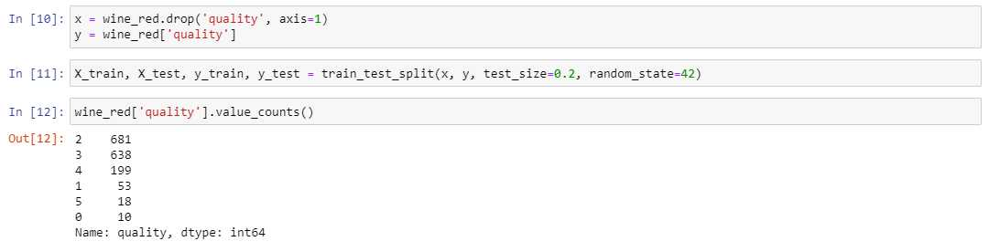 In [10]: x = wine_red.drop('quality', axis=1)
y = wine_red['quality']
In [11]: X_train, X_test, y_train, y_test = train_test_split(x, y, test_size=0.2, random_state=42)
In [12]: wine_red['quality'].value_counts()
Out[12]: 2    681
3    638
4    199
1     53
5     18
0     10
Name: quality, dtype: int64